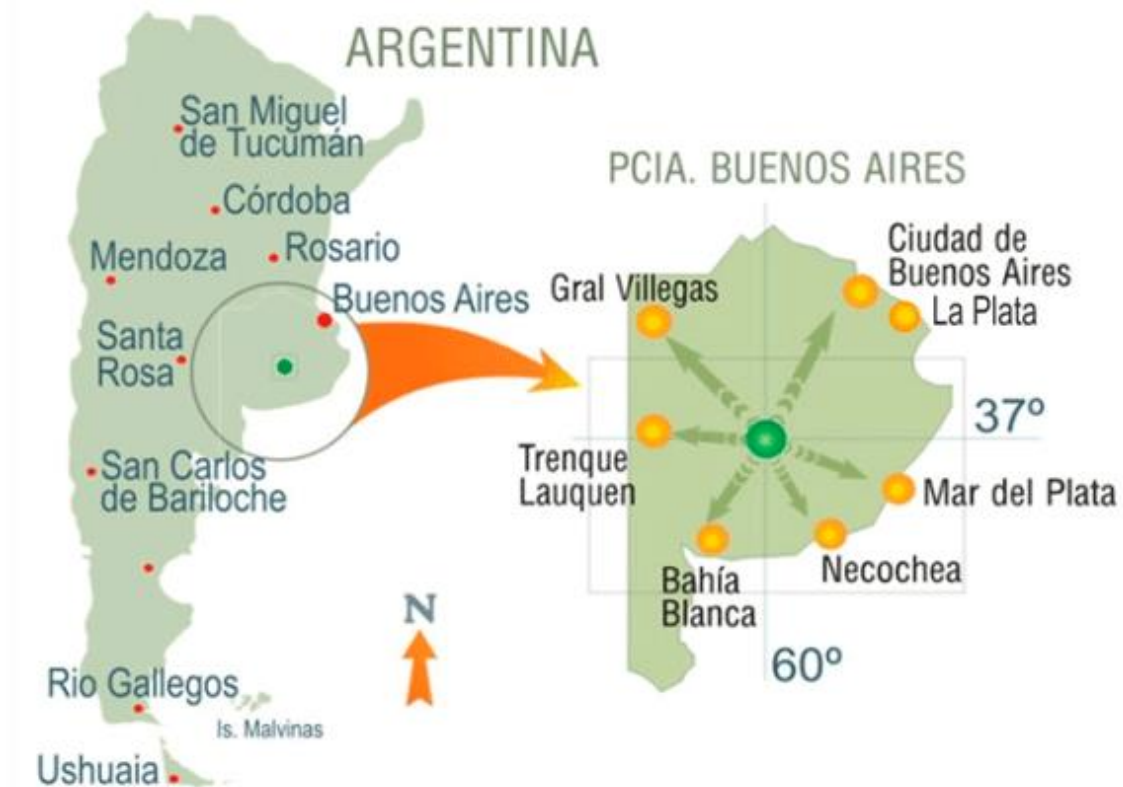 ARGENTINA
San Miguel
de Tucumán
Córdoba
Rosario
Mendoza
Buenos Aires
Santa
Rosa
San Carlos
de Bariloche
N
Rio Gallegos
Is. Malvinas
Ushuaia
PCIA. BUENOS AIRES
Ciudad de
Buenos Aires
Gral Villegas
La Plata
37º
Trenque
Lauquen
Mar del Plata
Necochea
Bahía
Blanca
60º